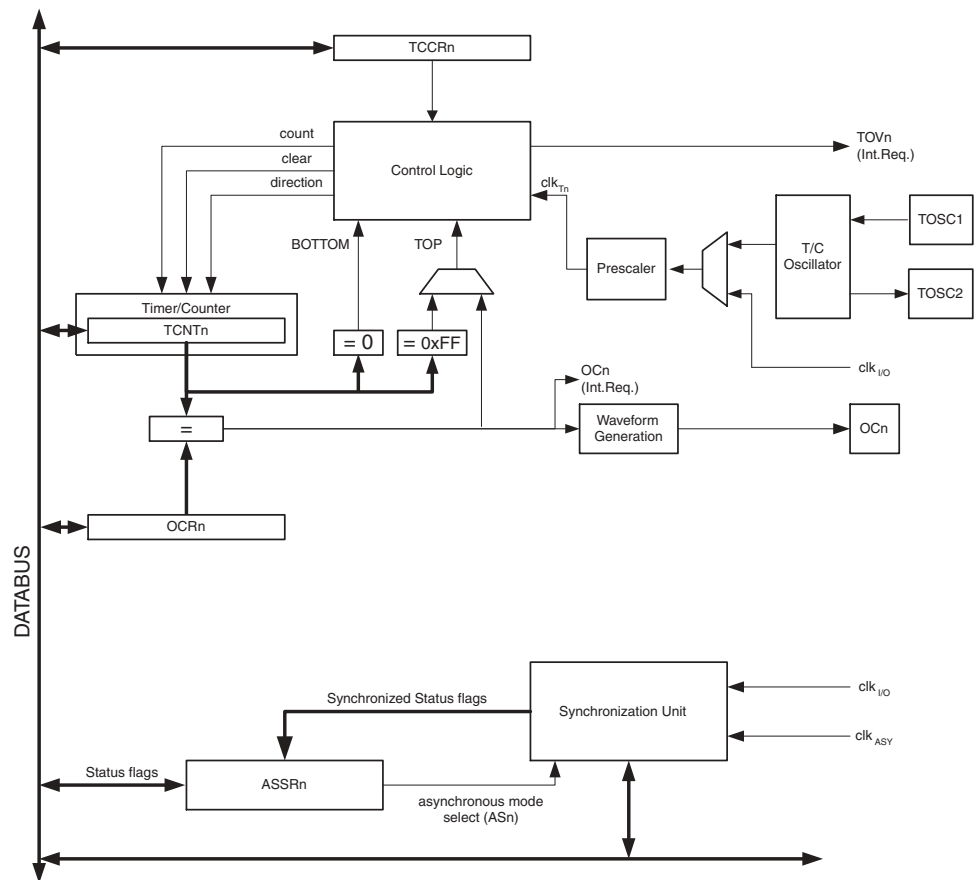 TCCRn
count
clear
direction
Control Logic
TOVn
(Int.Req.)
clkTn
BOTTOM
TOP
TOSC1
T/C
Oscillator
Prescaler
TOSC2
Timer/Counter
TCNTn
= 0
= 0xFF
clkI/O
OCn
(Int.Req.)
=
Waveform
Generation
OCn
OCRn
DATABUS
Synchronized Status flags
Synchronization Unit
clkI/O
clkASY
Status flags
ASSRn
asynchronous mode
select (ASn)